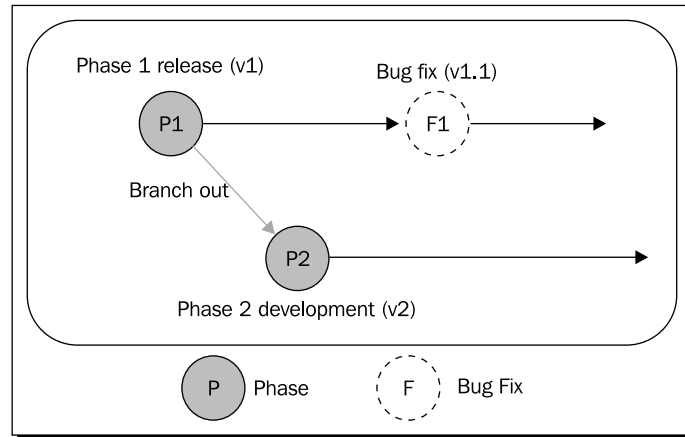 Phase 1 release (v1)
Bug fix (v1.1)
P1
F1
Branch out
P2
Phase 2 development (v2)
P
Phase
F
Bug Fix